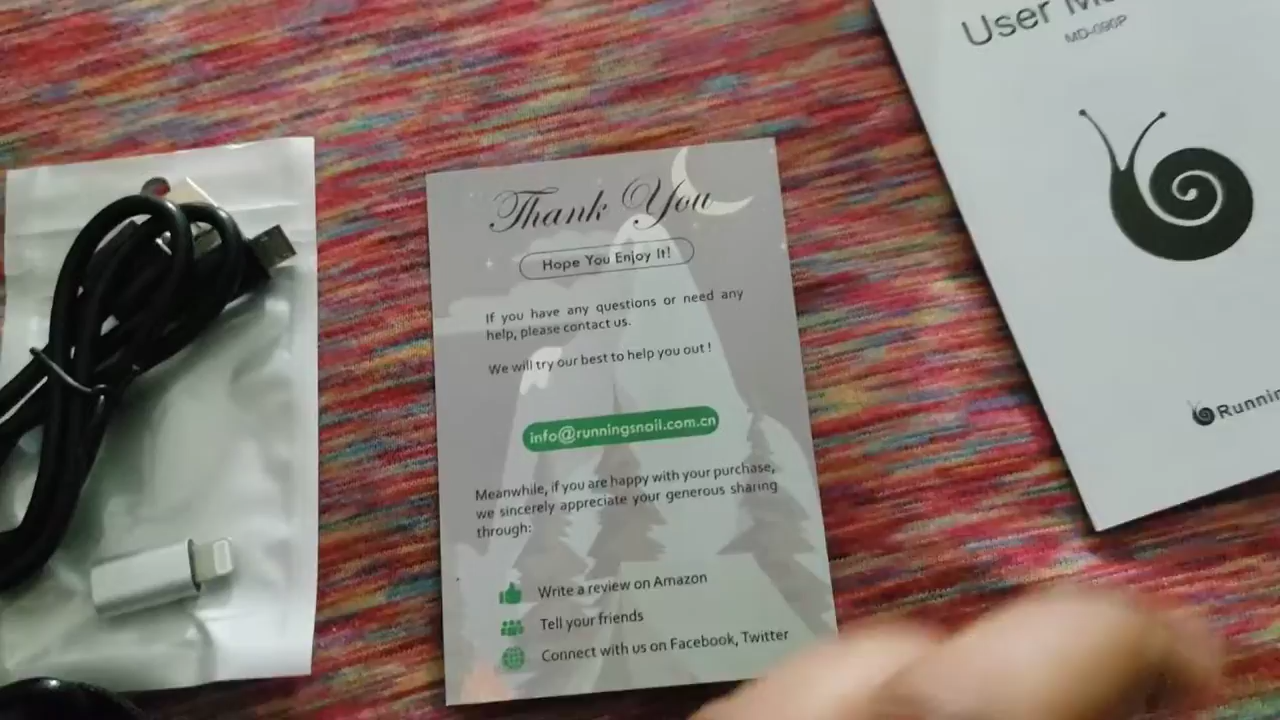 User
MD-090P
Thank You
Hope You Enjoy It!
If you have any questions or need any
help, please contact us.
We will try our best to help you out !
info@runningsnail.com.cn
Meanwhile, if you are happy with your purchase,
we sincerely appreciate your generous sharing
through:
Write a review on Amazon
Tell your friends
Connect with us on Facebook, Twitter